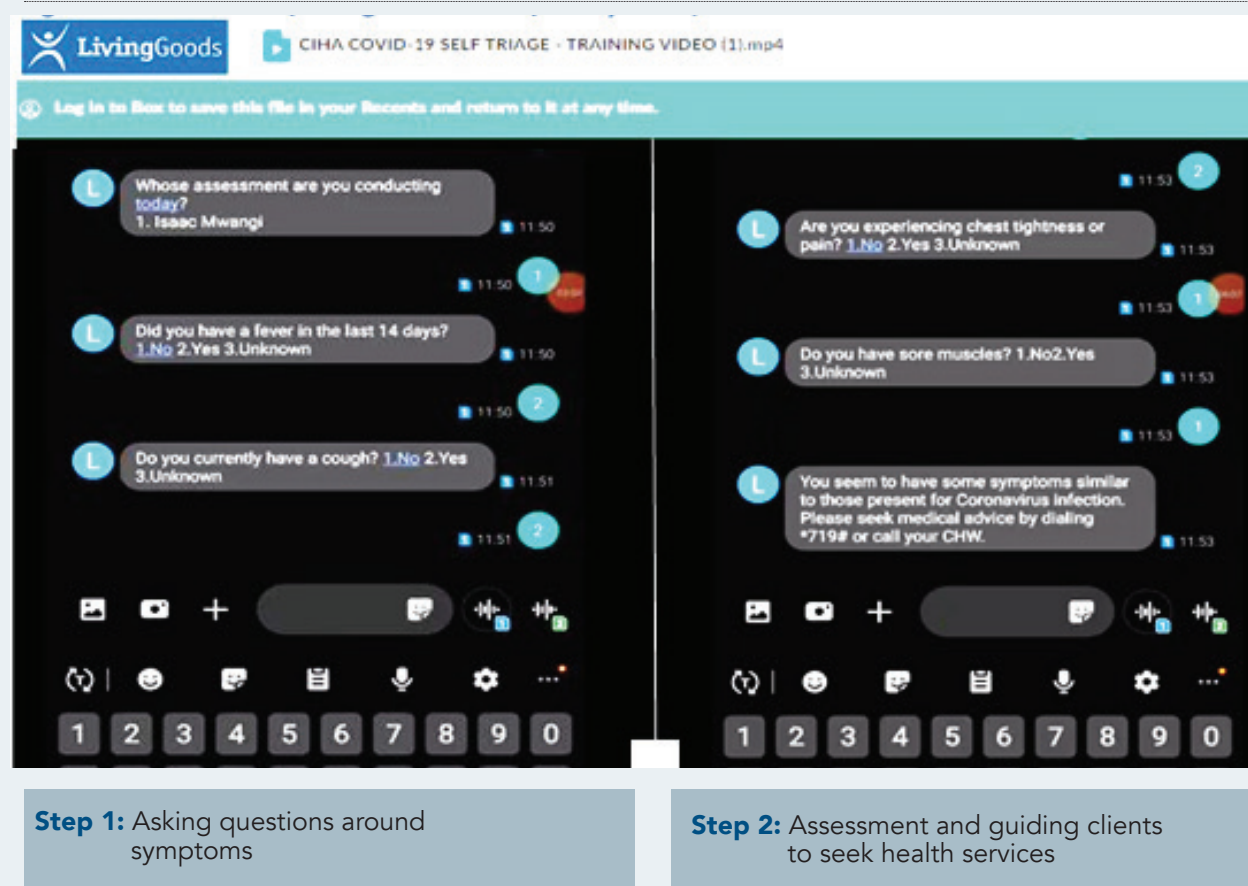 LivingGoods
CIHA COVID-19 SELF TRIAGE - TRAINING VIDEO (1).mp4
Log in to Box to save this file in your Recents and return to it at any time.
L
Whose assessment are you conducting
today?
1. Isaac Mwangi
11:50
11:50 1
L
Did you have a fever in the last 14 days?
1.No 2.Yes 3.Unknown
11:50
11:50 2
L
Do you currently have a cough? 1.No 2.Yes
3.Unknown
11:51
11:51 2
1 2 3 4 5 6 7 8 9 0
11:53 2
L
Are you experiencing chest tightness or
pain? 1.No 2.Yes 3.Unknown
11:53
11:53 1
L
Do you have sore muscles? 1.No2.Yes
3.Unknown
11:53
11:53 1
L
You seem to have some symptoms similar
to those present for Coronavirus infection.
Please seek medical advice by dialing
*719# or call your CHW.
11:53
1 2 3 4 5 6 7 8 9 0
Step 1: Asking questions around
symptoms
Step 2: Assessment and guiding clients
to seek health services